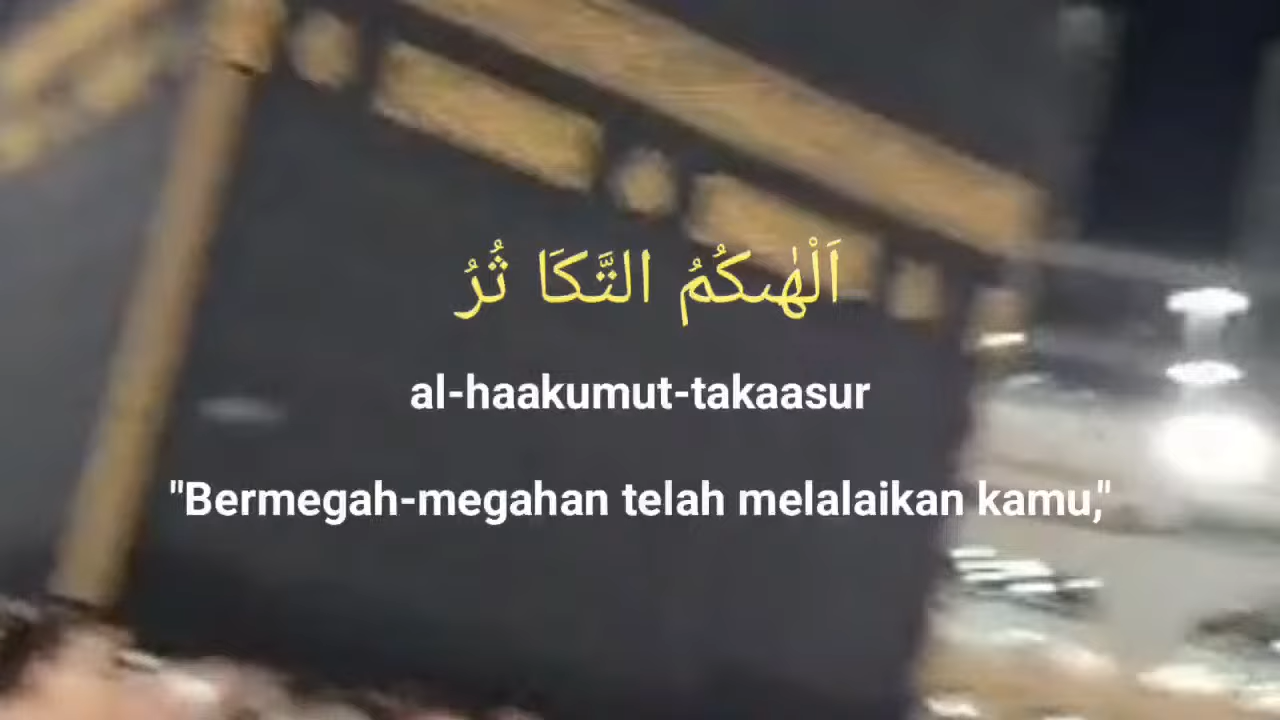 اَلْهٰىكُمُ التَّكَا ثُرُ
al-haakumut-takaasur
"Bermegah-megahan telah melalaikan kamu,"